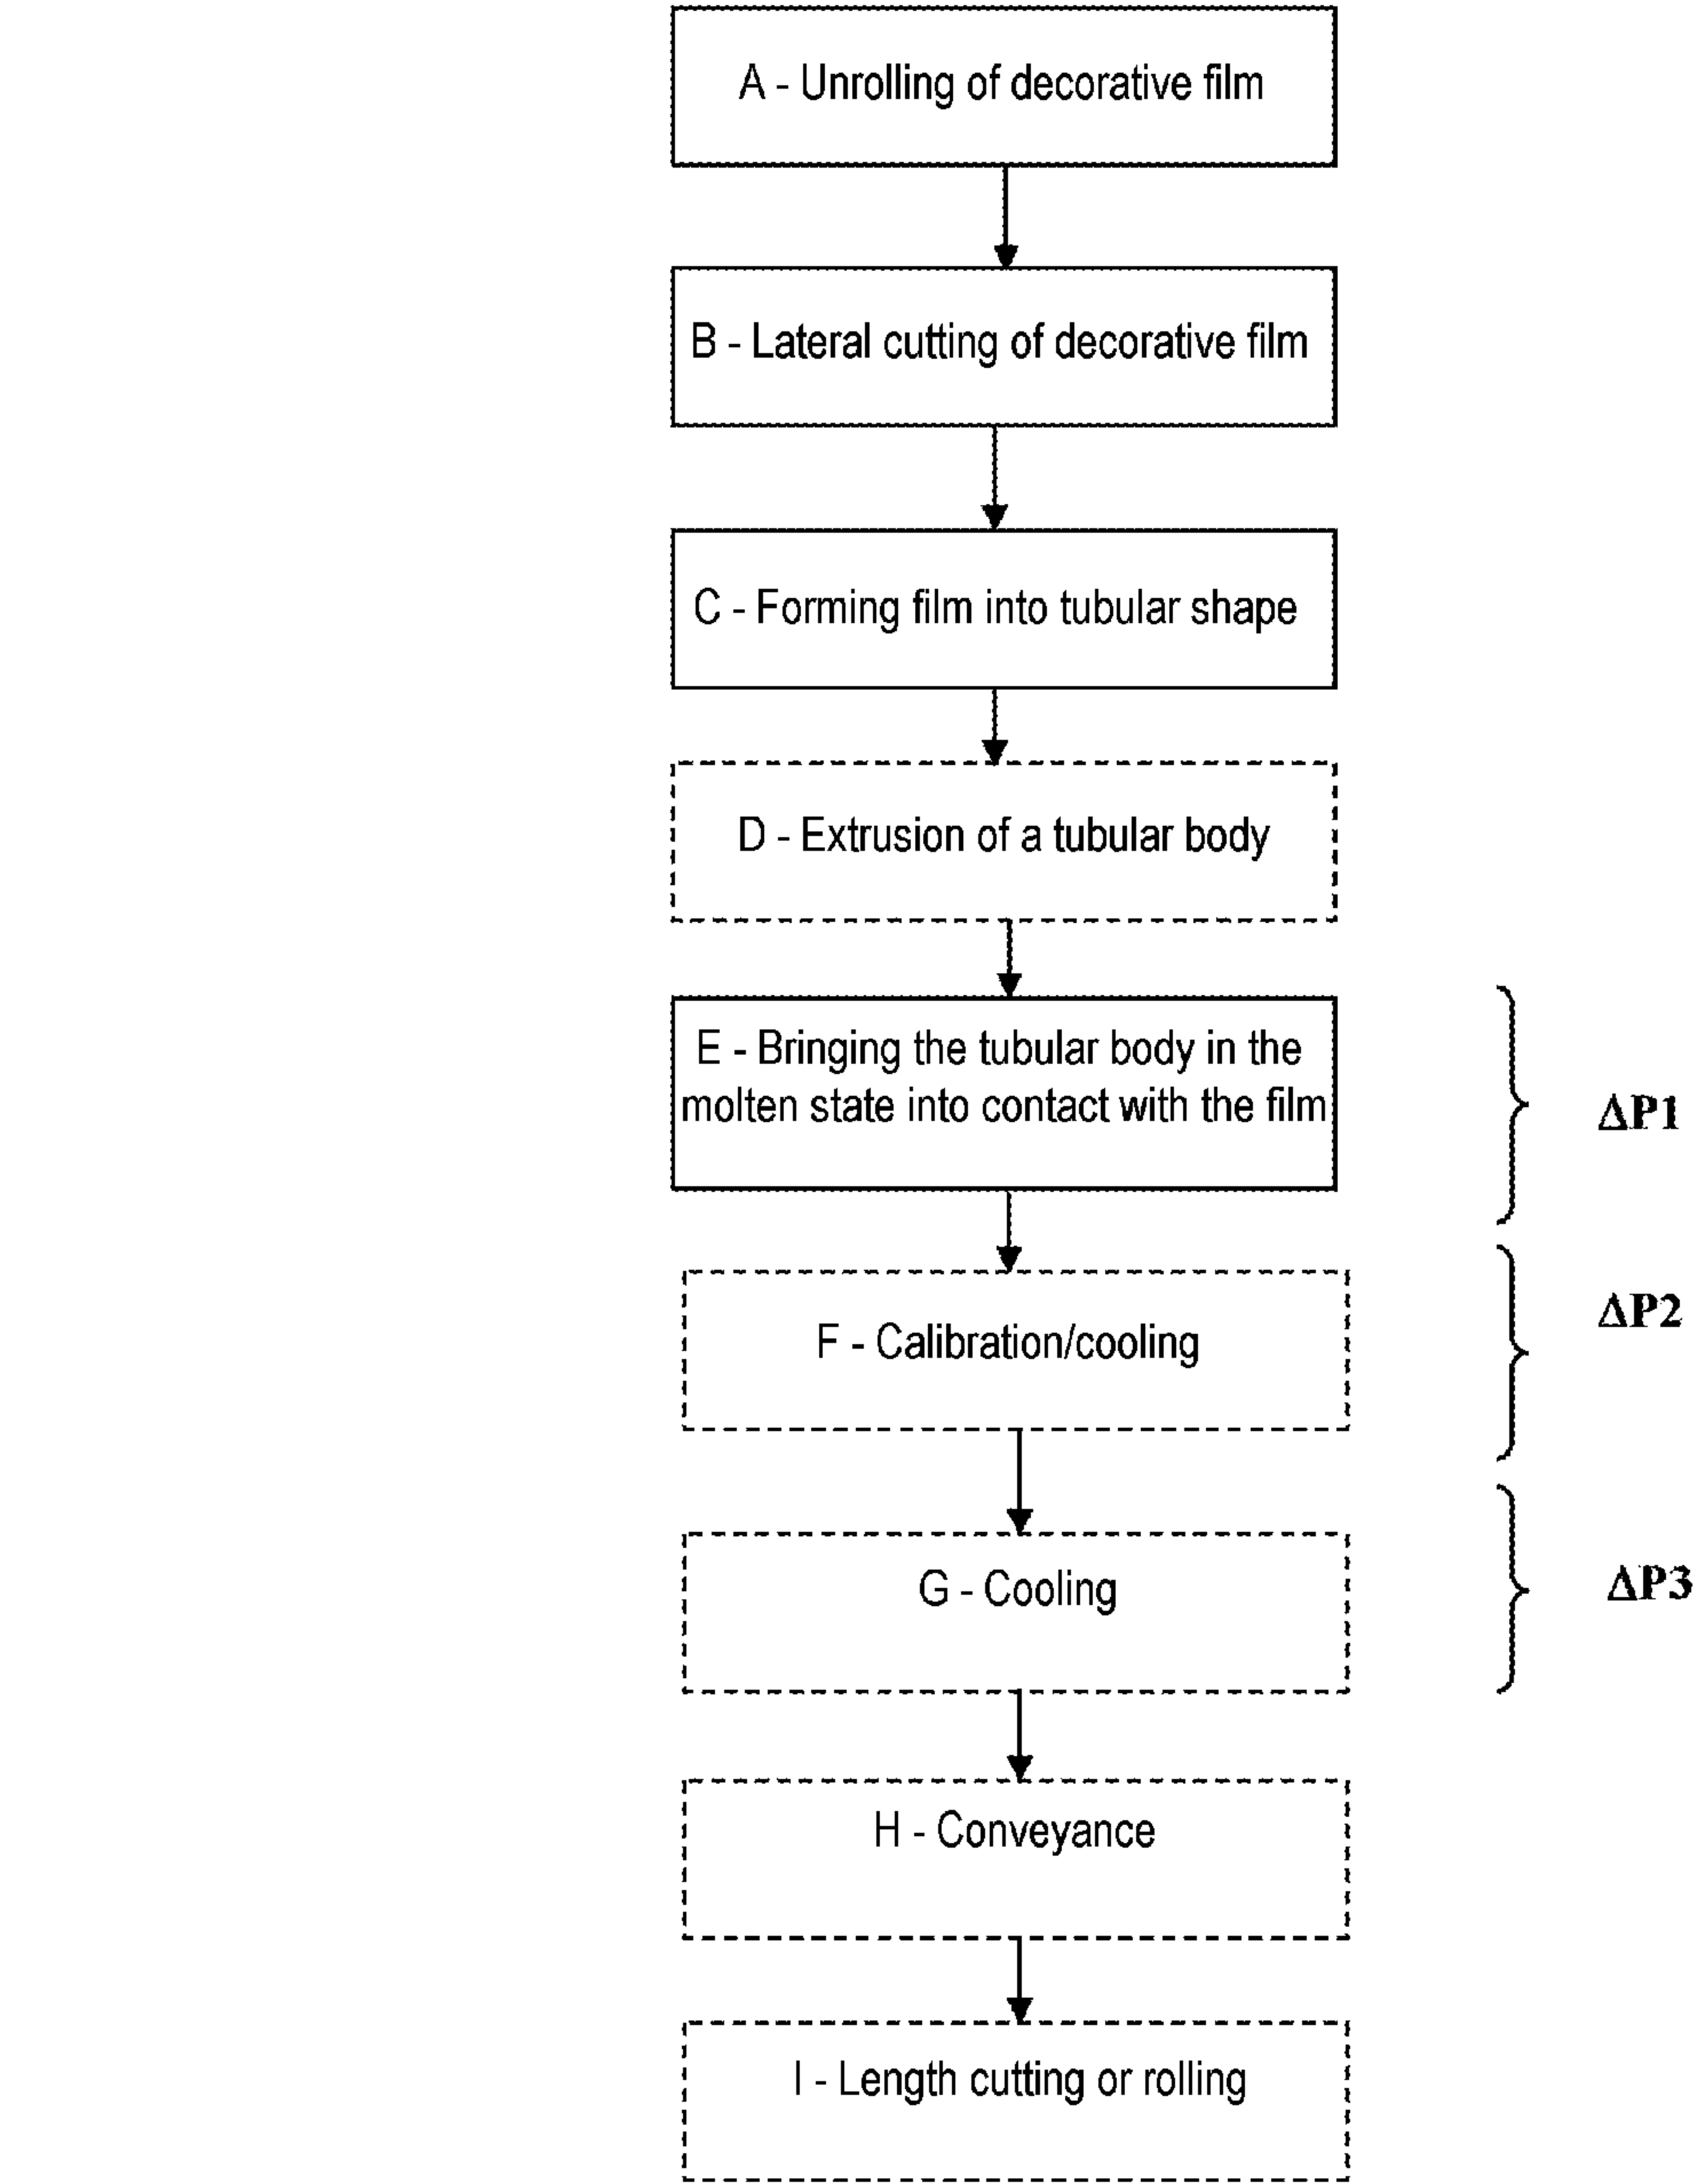 A - Unrolling of decorative film
B - Lateral cutting of decorative film
C - Forming film into tubular shape
D - Extrusion of a tubular body
E - Bringing the tubular body in the
molten state into contact with the film
ΔP1
ΔP2
F - Calibration/cooling
ΔP3
G - Cooling
H - Conveyance
I - Length cutting or rolling